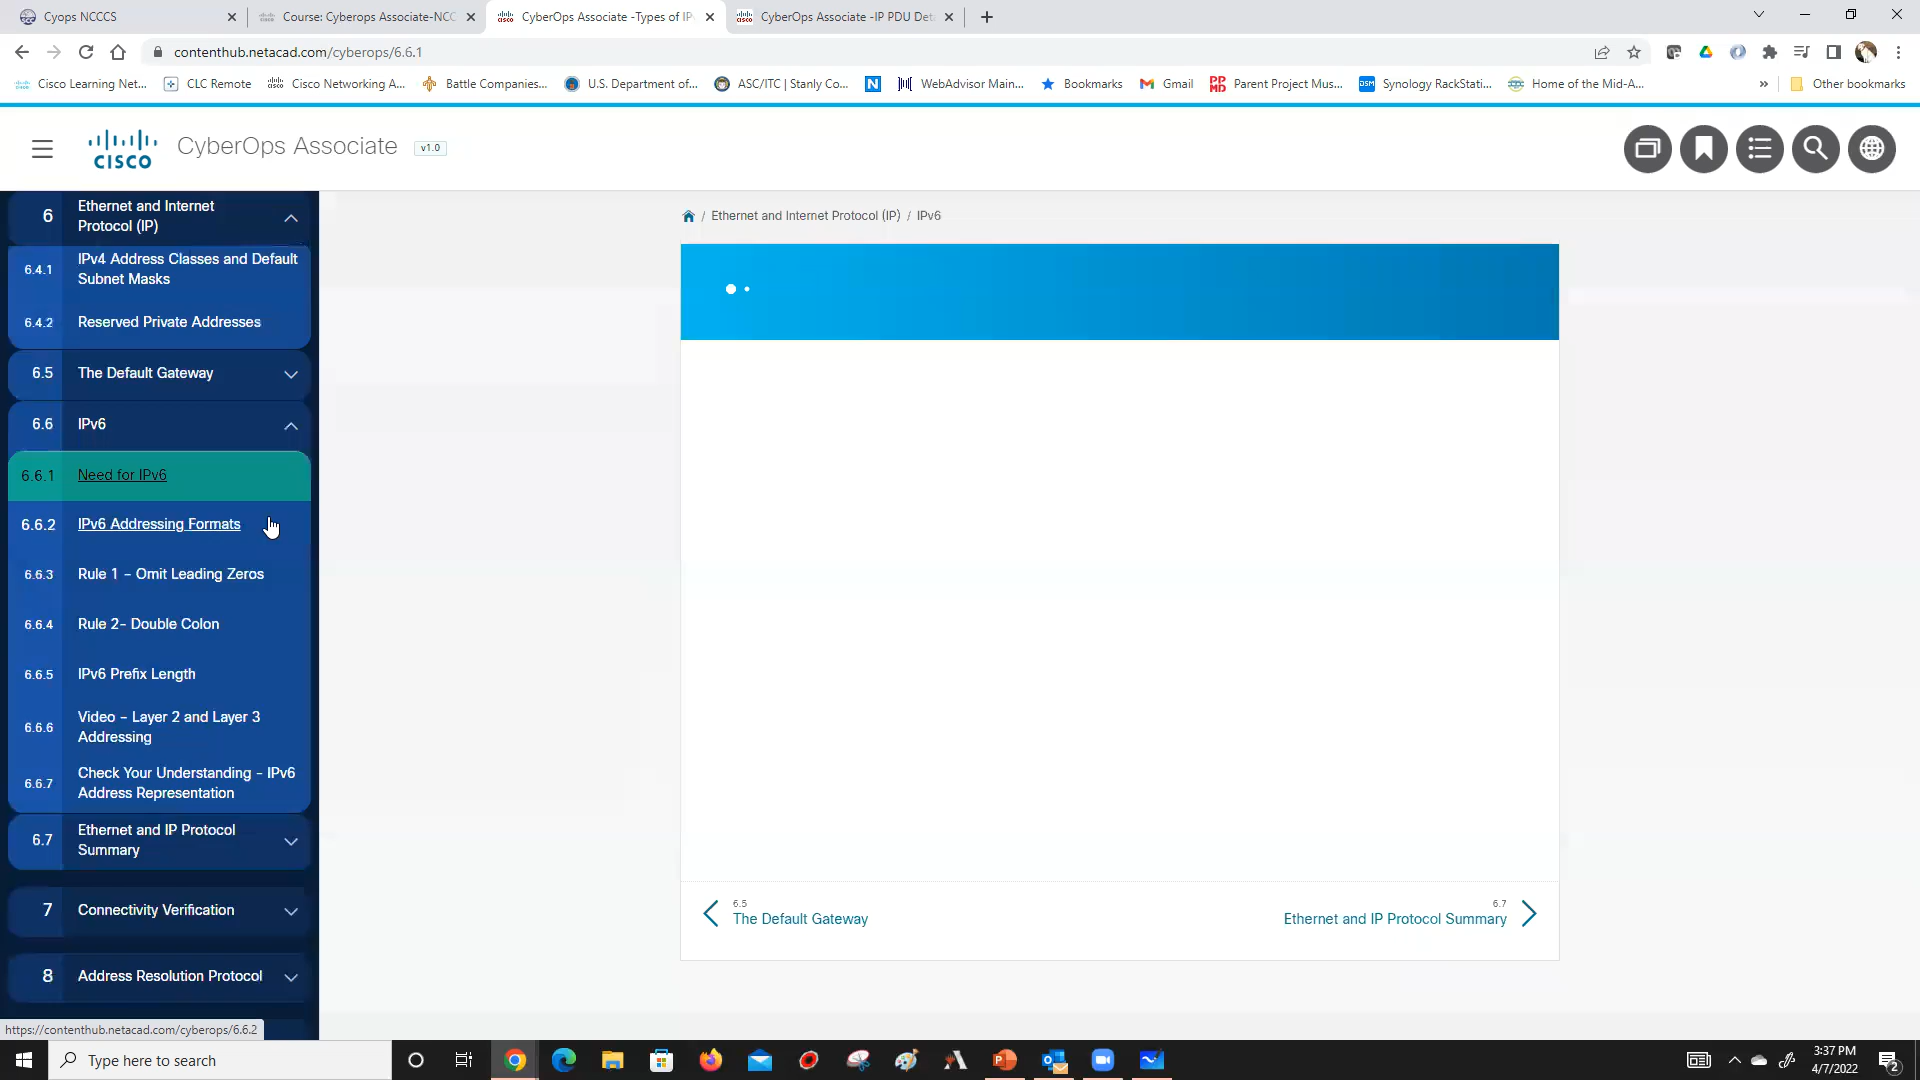 Cyops NCCCS
Course: Cyberops Associate-NCC
CyberOps Associate -Types of IP
CyberOps Associate -IP PDU Det
contenthub.netacad.com/cyberops/6.6.1
Cisco Learning Net...
CLC Remote
Cisco Networking A...
Battle Companies...
U.S. Department of...
ASC/ITC | Stanly Co...
WebAdvisor Main...
Bookmarks
Gmail
Parent Project Mus...
Synology RackStati...
Home of the Mid-A...
»
Other bookmarks
CISCO
CyberOps Associate
v1.0
6 Ethernet and Internet
Protocol (IP)
6.4.1 IPv4 Address Classes and Default
Subnet Masks
6.4.2 Reserved Private Addresses
6.5 The Default Gateway
6.6 IPv6
6.6.1 Need for IPv6
6.6.2 IPv6 Addressing Formats
6.6.3 Rule 1 – Omit Leading Zeros
6.6.4 Rule 2- Double Colon
6.6.5 IPv6 Prefix Length
6.6.6 Video – Layer 2 and Layer 3
Addressing
6.6.7 Check Your Understanding - IPv6
Address Representation
6.7 Ethernet and IP Protocol
Summary
7 Connectivity Verification
8 Address Resolution Protocol
/ Ethernet and Internet Protocol (IP) / IPv6
6.5
The Default Gateway
6.7
Ethernet and IP Protocol Summary
https://contenthub.netacad.com/cyberops/6.6.2
Type here to search
3:37 PM
4/7/2022
2